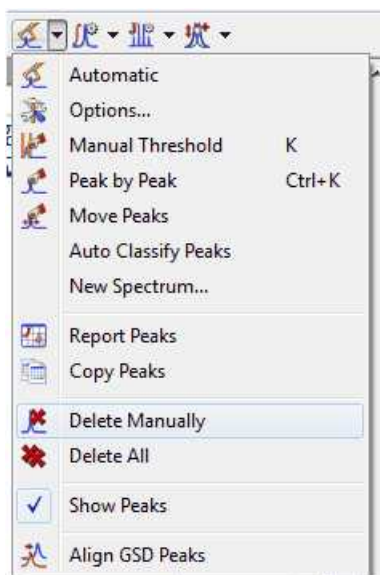 Automatic
Options...
Manual Threshold K
Peak by Peak Ctrl+K
Move Peaks
Auto Classify Peaks
New Spectrum...
Report Peaks
Copy Peaks
Delete Manually
Delete All
Show Peaks
Align GSD Peaks